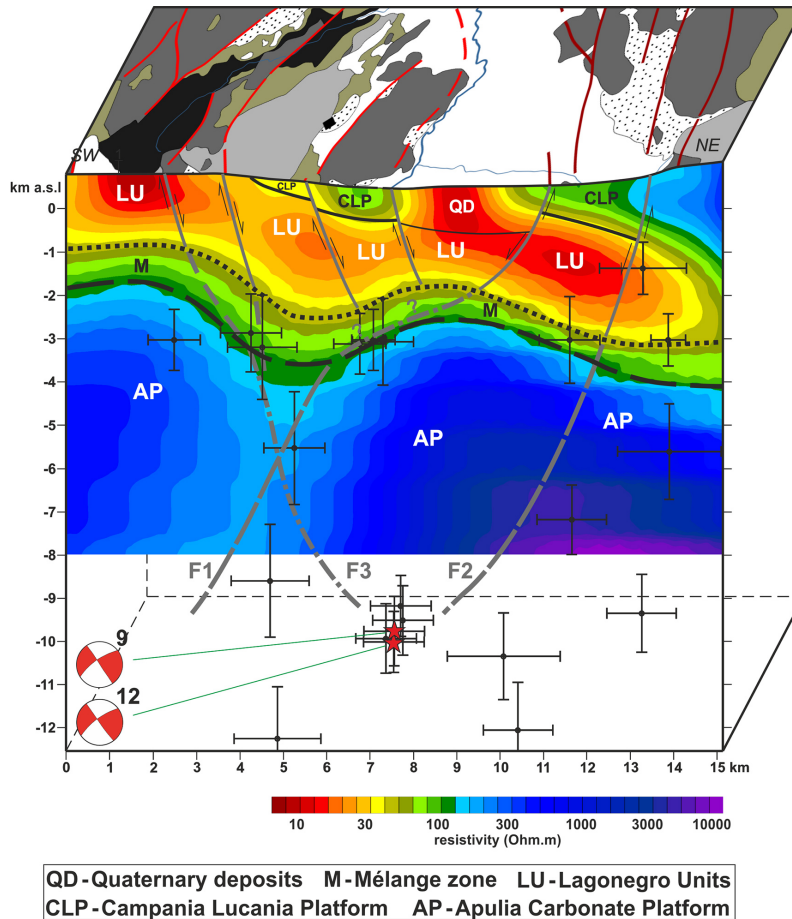 SW
NE
km a.s.l
LU
CLP
CLP
QD
CLP
0
LU
LU
LU
LU
-1
M
-2
?
M
?
-3
AP
-4
AP
AP
-5
-6
-7
-8
F1
F3
F2
-9
9
-10
-11
12
-12
0 1 2 3 4 5 6 7 8 9 10 11 12 13 14 15 km
10 30 100 300 1000 3000 10000
resistivity (Ohm.m)
QD-Quaternary deposits M-Mélange zone LU-Lagonegro Units
CLP-Campania Lucania Platform AP-Apulia Carbonate Platform